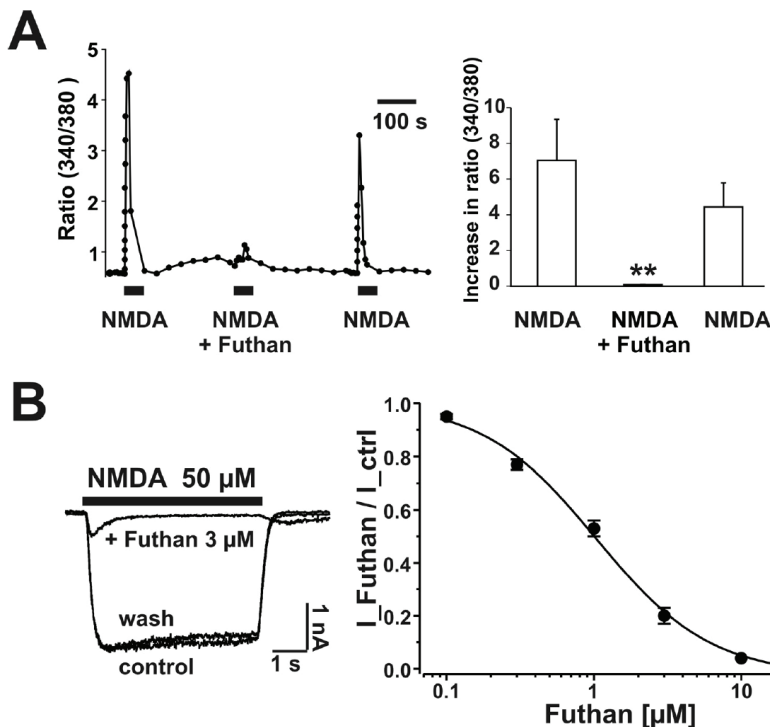 A
Ratio (340/380)
5
4
3
2
1
100 s
NMDA
NMDA
+ Futhan
NMDA
Increase in ratio (340/380)
10
8
6
4
2
0
**
NMDA
NMDA
+ Futhan
NMDA
B
NMDA 50 µM
+ Futhan 3 µM
wash
control
1 nA
1 s
I_Futhan / I_ctrl
1.0
0.8
0.6
0.4
0.2
0.0
0.1
1
10
Futhan [µM]